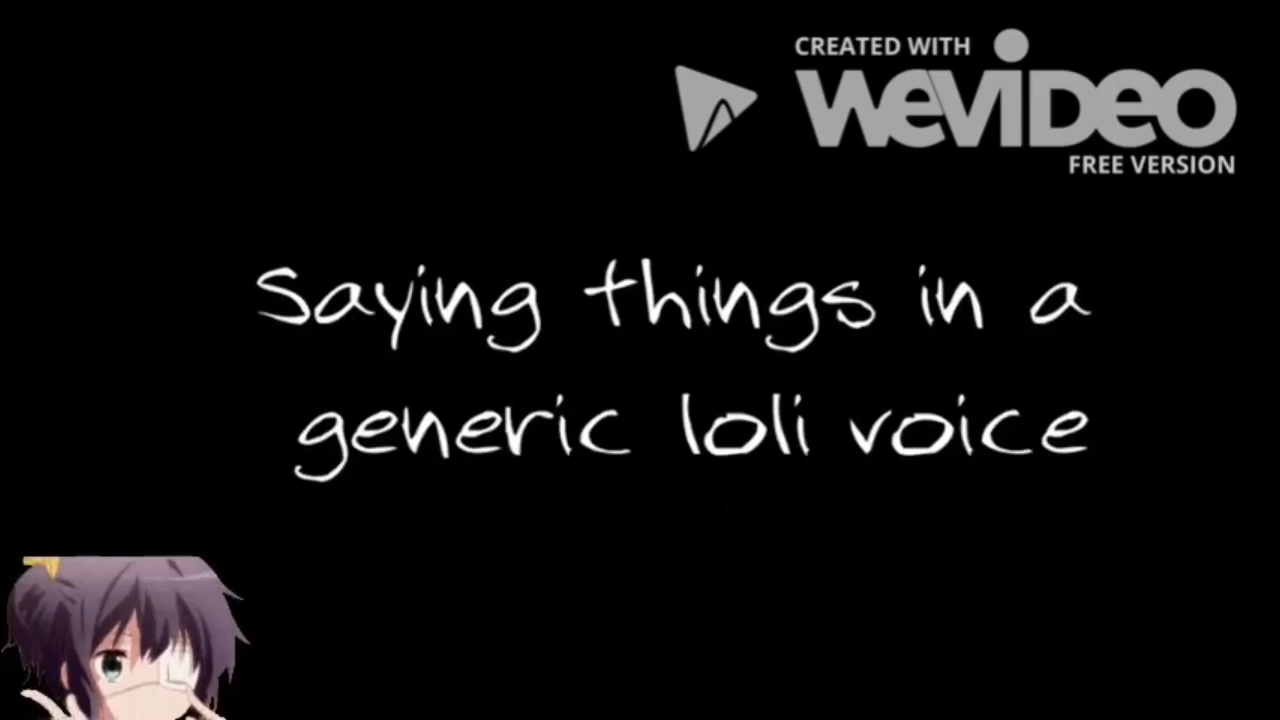 CREATED WITH
WEVIDEO
FREE VERSION
Saying things in a
generic loli voice